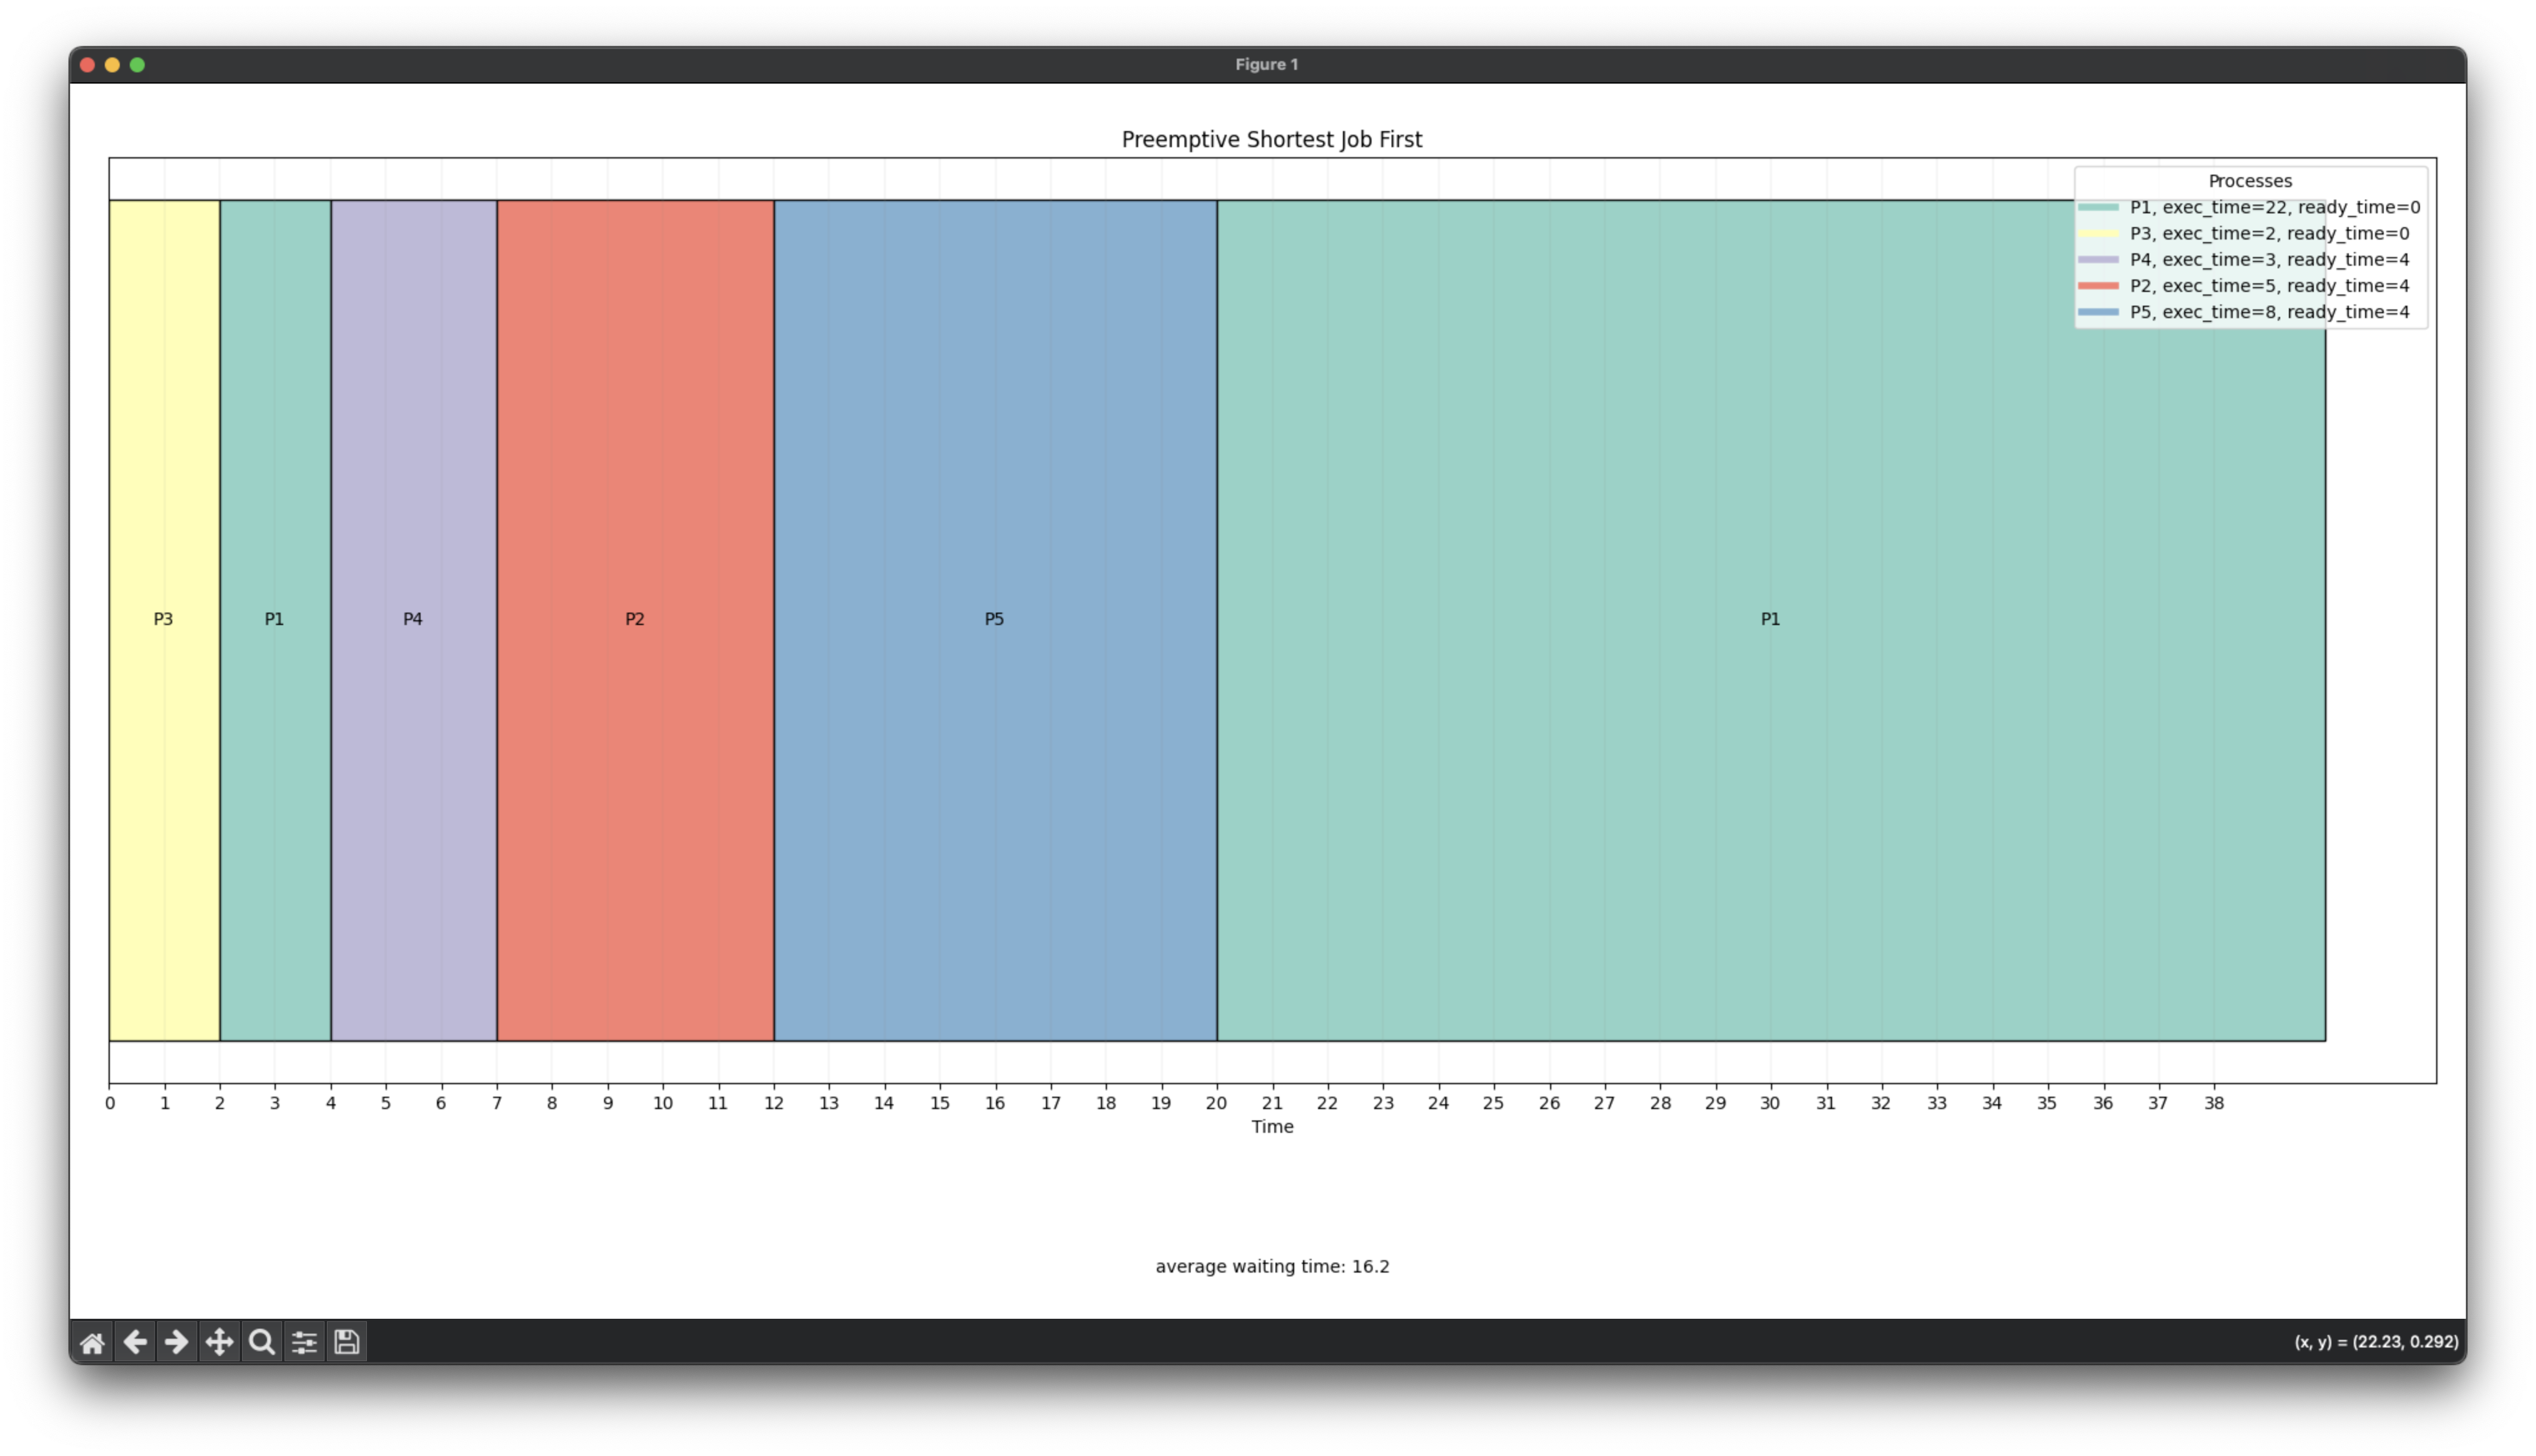 Figure 1
Preemptive Shortest Job First
Processes
P1, exec_time=22, ready_time=0
P3, exec_time=2, ready_time=0
P4, exec_time=3, ready_time=4
P2, exec_time=5, ready_time=4
P5, exec_time=8, ready_time=4
P3 P1 P4 P2 P5 P1
0 1 2 3 4 5 6 7 8 9 10 11 12 13 14 15 16 17 18 19 20 21 22 23 24 25 26 27 28 29 30 31 32 33 34 35 36 37 38
Time
average waiting time: 16.2
(x, y) = (22.23, 0.292)